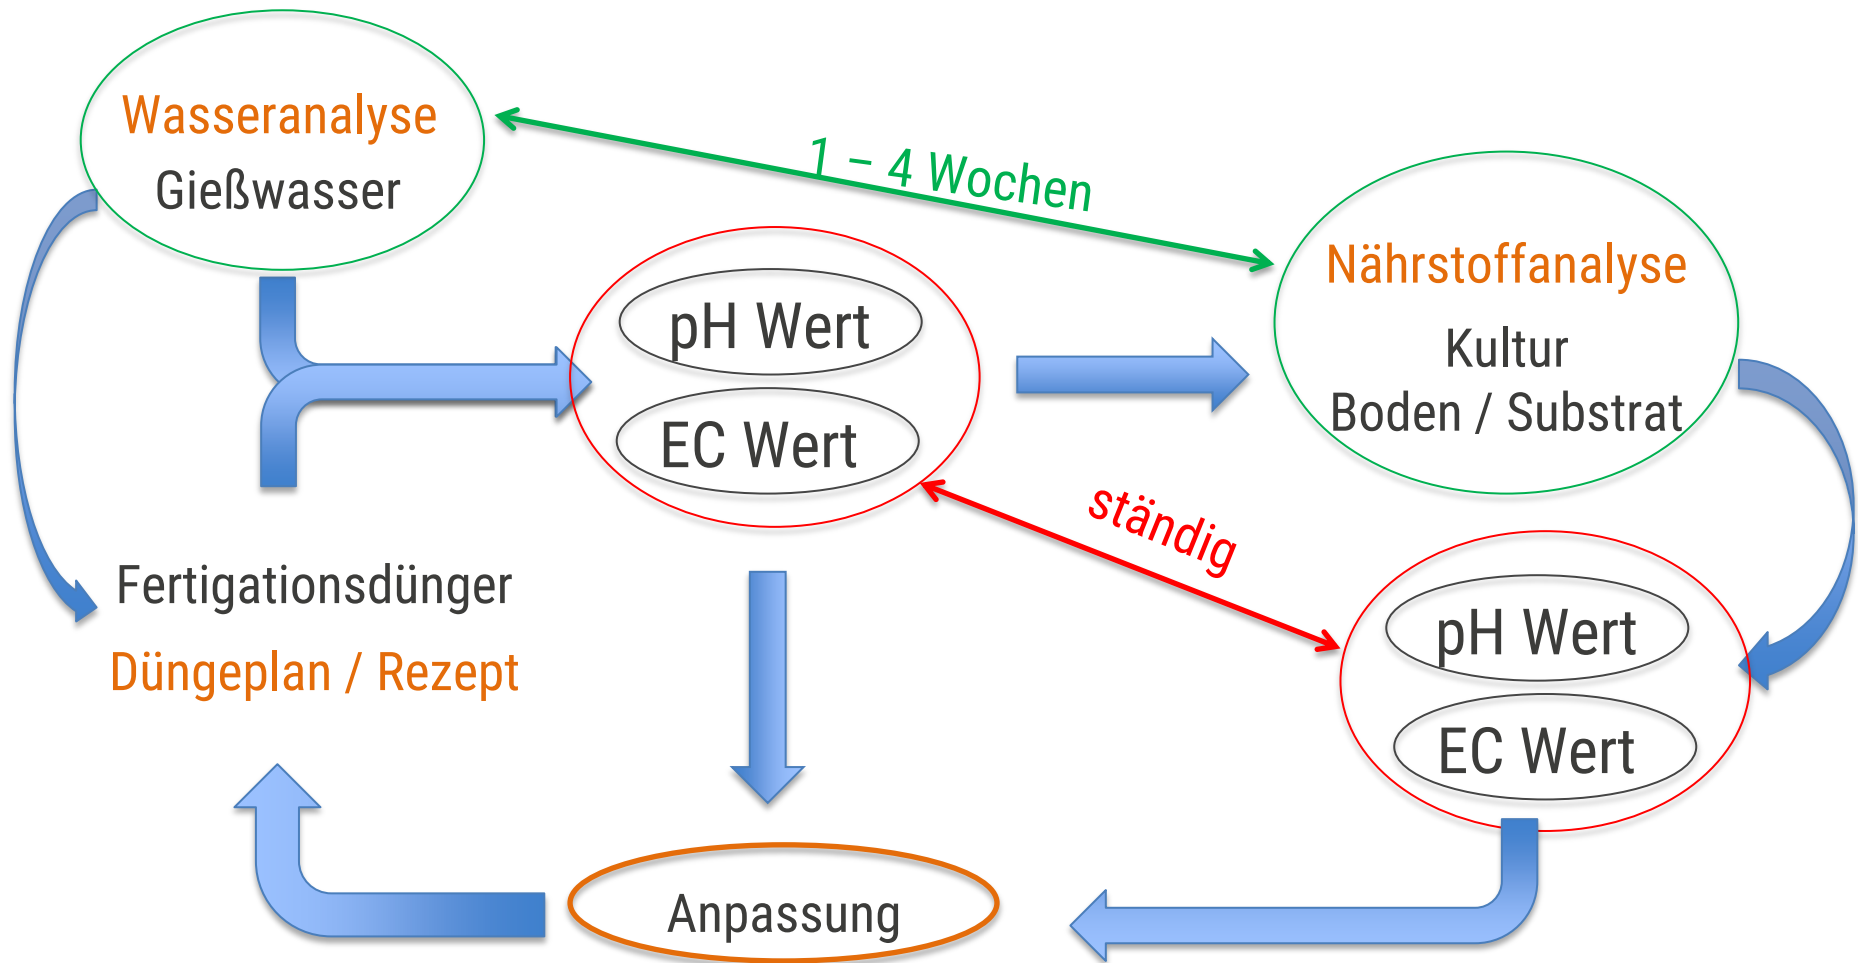 Wasseranalyse
Gießwasser
1 – 4 Wochen
pH Wert
EC Wert
Nährstoffanalyse
Kultur
Boden / Substrat
ständig
Fertigationsdünger
Düngeplan / Rezept
pH Wert
EC Wert
Anpassung